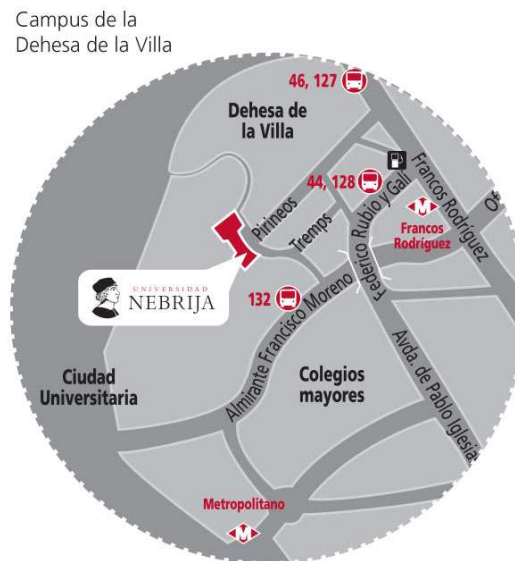 Campus de la
Dehesa de la Villa
46, 127
Dehesa de
la Villa
44, 128
Francos Rodríguez
Federico Rubio y Galí
Pirineos
Tremps
M
Francos
Rodríguez
UNIVERSIDAD
NEBRIJA
132
Almirante Francisco Moreno
Ciudad
Universitaria
Colegios
mayores
Avda. de Pablo Iglesia
Metropolitano
M